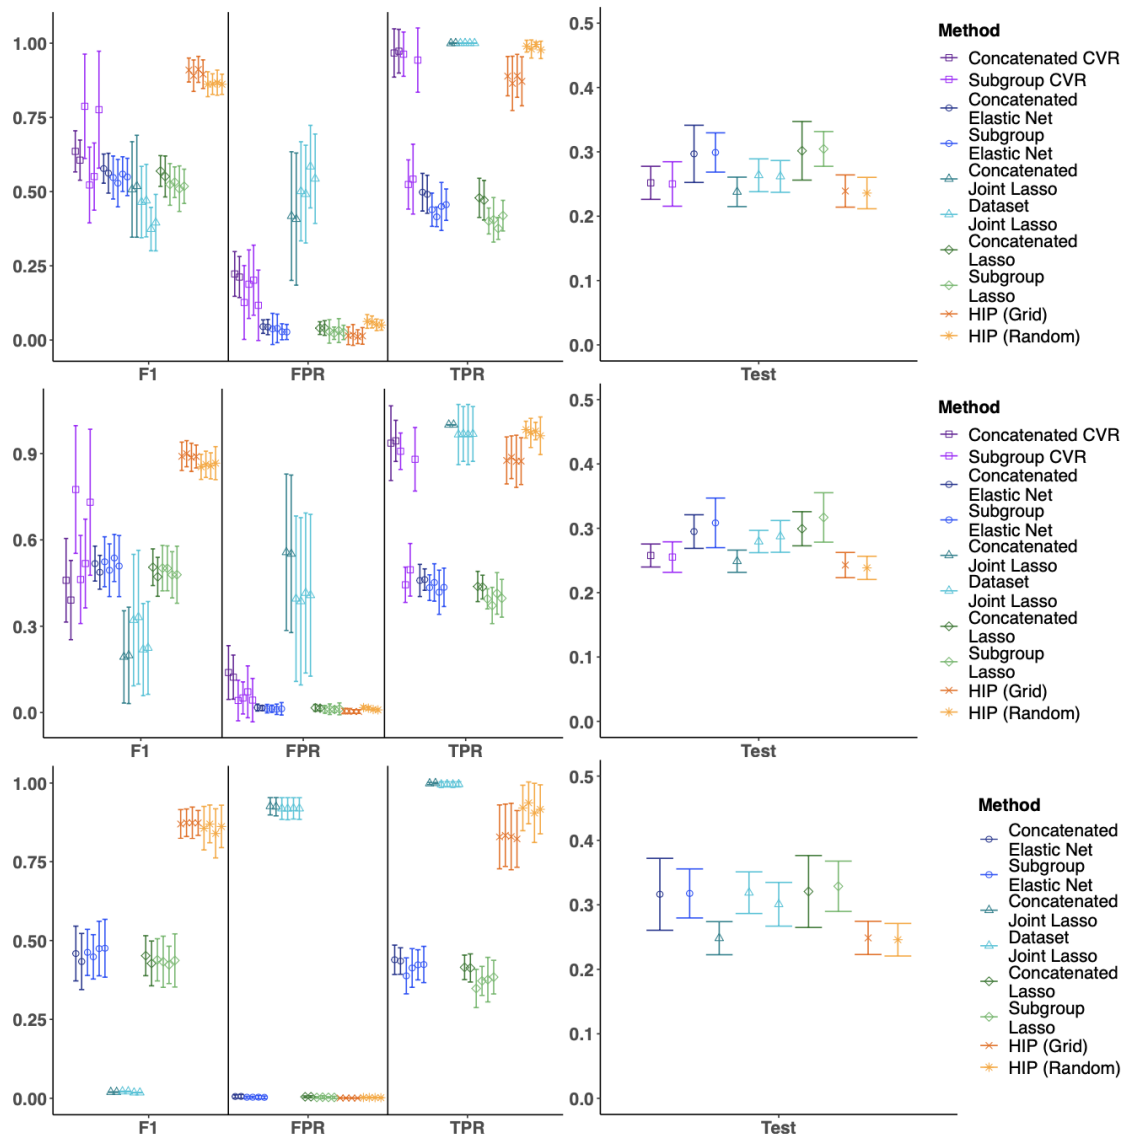 1.00
0.75
0.50
0.25
0.00
F1
FPR
TPR
0.5
0.4
0.3
0.2
0.1
0.0
Test
Method
Concatenated CVR
Subgroup CVR
Concatenated
Elastic Net
Subgroup
Elastic Net
Concatenated
Joint Lasso
Dataset
Joint Lasso
Concatenated
Lasso
Subgroup
Lasso
HIP (Grid)
HIP (Random)
0.9
0.6
0.3
0.0
F1
FPR
TPR
0.5
0.4
0.3
0.2
0.1
0.0
Test
Method
Concatenated CVR
Subgroup CVR
Concatenated
Elastic Net
Subgroup
Elastic Net
Concatenated
Joint Lasso
Dataset
Joint Lasso
Concatenated
Lasso
Subgroup
Lasso
HIP (Grid)
HIP (Random)
1.00
0.75
0.50
0.25
0.00
F1
FPR
TPR
0.5
0.4
0.3
0.2
0.1
0.0
Test
Method
Concatenated
Elastic Net
Subgroup
Elastic Net
Concatenated
Joint Lasso
Dataset
Joint Lasso
Concatenated
Lasso
Subgroup
Lasso
HIP (Grid)
HIP (Random)